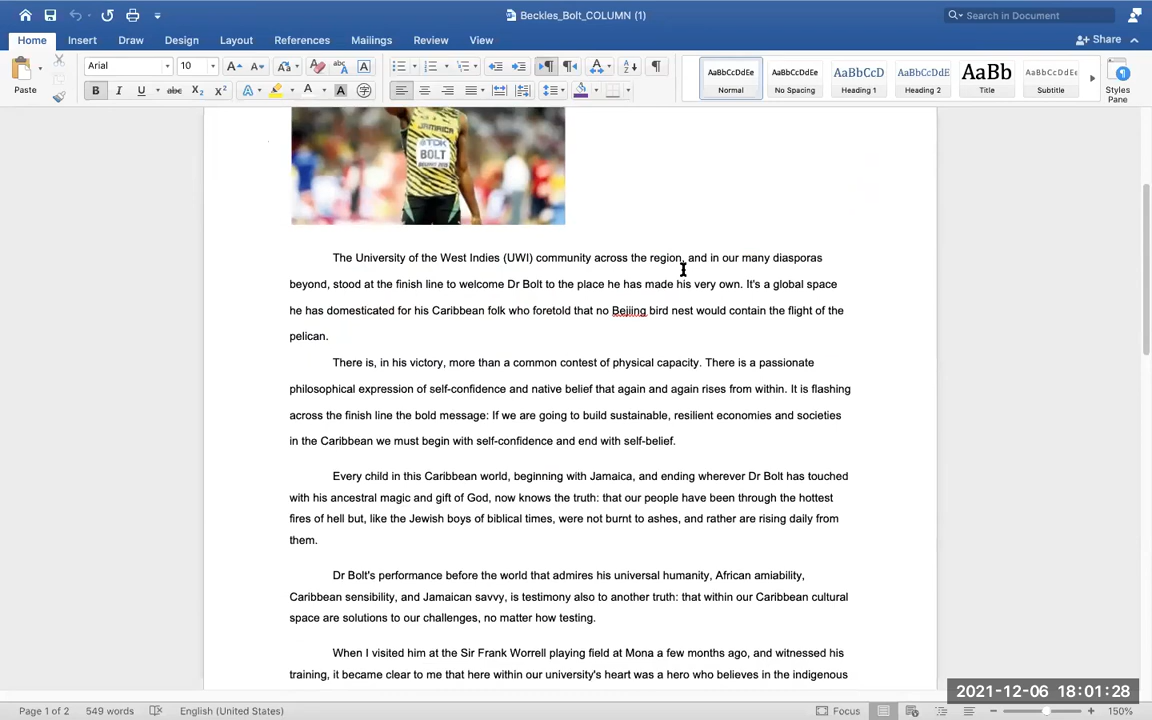 Beckles_Bolt_COLUMN (1)
Search in Document
Home Insert Draw Design Layout References Mailings Review View
Share
Paste
Arial 10
AaBbCcDdEe AaBbCcDdEe AaBbCcD AaBbCcDdE AaBb AaBbCcDdEe
Normal No Spacing Heading 1 Heading 2 Title Subtitle
Styles
Pane
JAMAICA
TDK
BOLT
The University of the West Indies (UWI) community across the region, and in our many diasporas
beyond, stood at the finish line to welcome Dr Bolt to the place he has made his very own. It's a global space
he has domesticated for his Caribbean folk who foretold that no Bejiing bird nest would contain the flight of the
pelican.
There is, in his victory, more than a common contest of physical capacity. There is a passionate
philosophical expression of self-confidence and native belief that again and again rises from within. It is flashing
across the finish line the bold message: If we are going to build sustainable, resilient economies and societies
in the Caribbean we must begin with self-confidence and end with self-belief.
Every child in this Caribbean world, beginning with Jamaica, and ending wherever Dr Bolt has touched
with his ancestral magic and gift of God, now knows the truth: that our people have been through the hottest
fires of hell but, like the Jewish boys of biblical times, were not burnt to ashes, and rather are rising daily from
them.
Dr Bolt's performance before the world that admires his universal humanity, African amiability,
Caribbean sensibility, and Jamaican savvy, is testimony also to another truth: that within our Caribbean cultural
space are solutions to our challenges, no matter how testing.
When I visited him at the Sir Frank Worrell playing field at Mona a few months ago, and witnessed his
training, it became clear to me that here within our university's heart was a hero who believes in the indigenous
2021-12-06 18:01:28
Page 1 of 2 549 words English (United States) Focus 150%